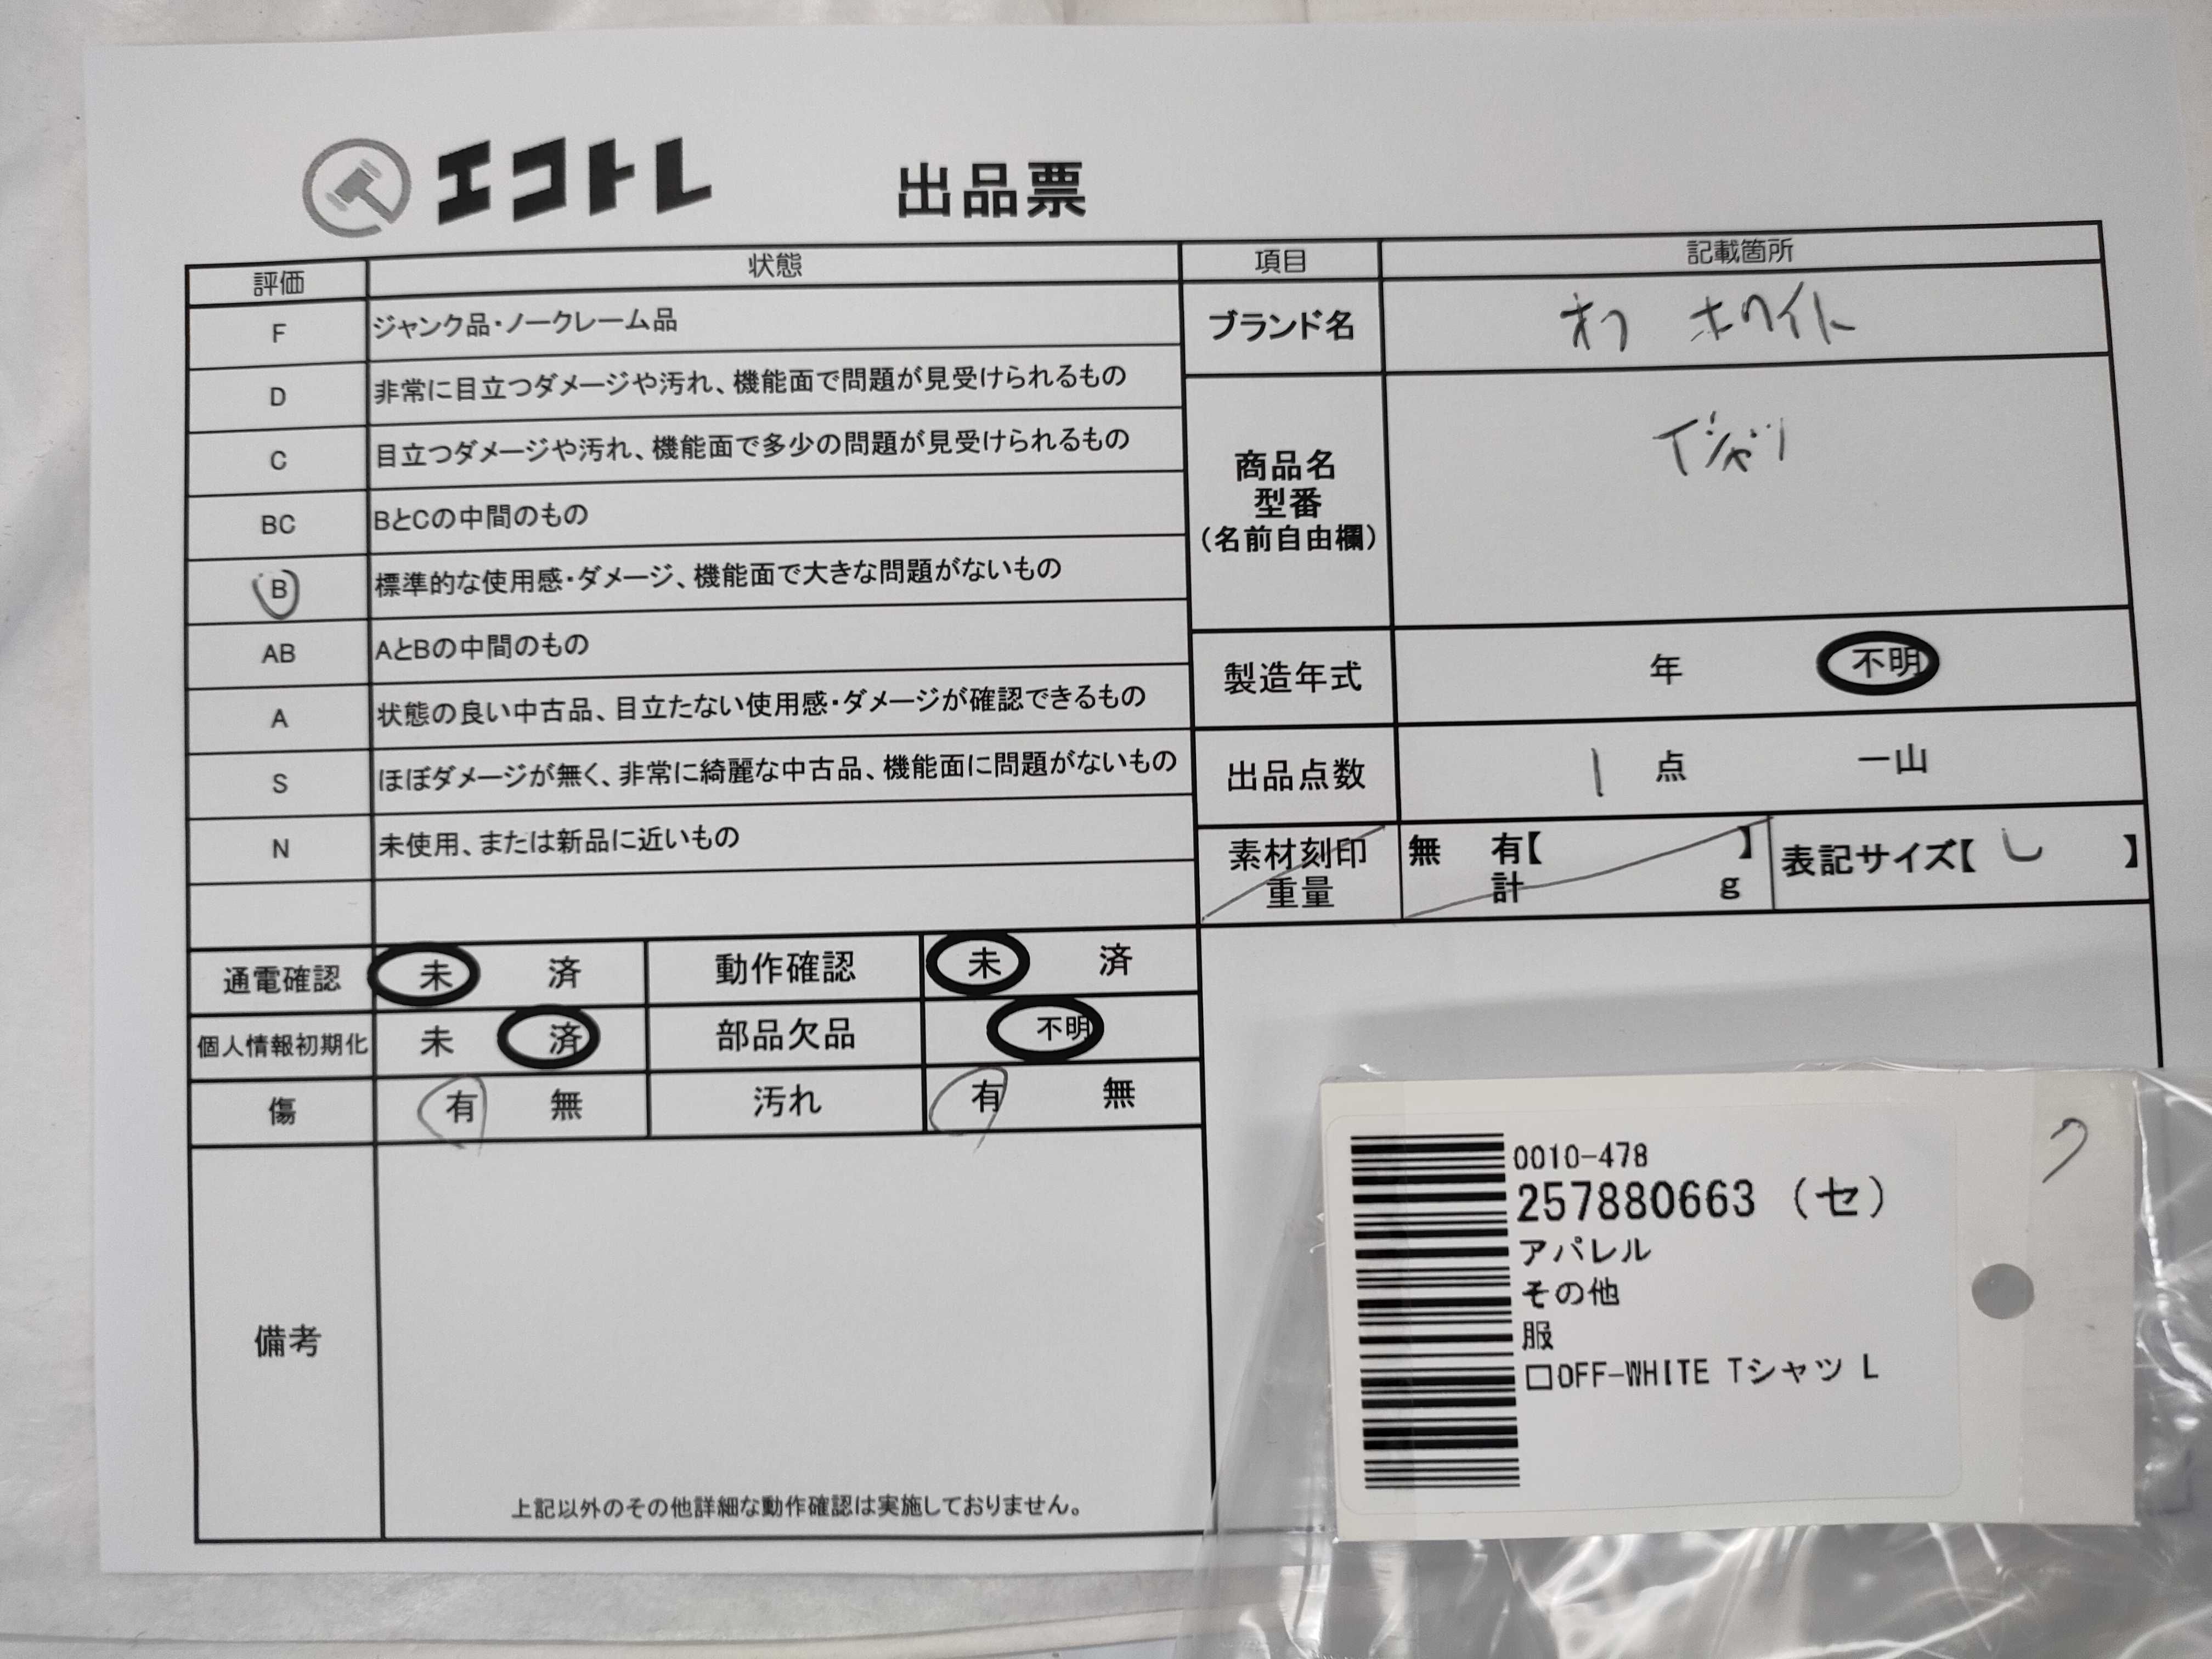 エコトレ 出品票
評価 状態 項目 記載箇所
F ジャンク品・ノークレーム品
D 非常に目立つダメージや汚れ、機能面で問題が見受けられるもの
C 目立つダメージや汚れ、機能面で多少の問題が見受けられるもの
BC BとCの中間のもの
B 標準的な使用感・ダメージ、機能面で大きな問題がないもの
AB AとBの中間のもの
A 状態の良い中古品、目立たない使用感・ダメージが確認できるもの
S ほぼダメージが無く、非常に綺麗な中古品、機能面に問題がないもの
N 未使用、または新品に近いもの
ブランド名 オフ ホワイト
商品名
型番
(名前自由欄)
Tシャツ
製造年式 年 不明
出品点数 1 点 一山
素材刻印
重量
無 有【 】
計 g
表記サイズ【 L 】
通電確認 未 済 動作確認 未 済
個人情報初期化 未 済 部品欠品 不明
傷 有 無 汚れ 有 無
備考
上記以外のその他詳細な動作確認は実施しておりません。
0010-478
257880663 (セ)
アパレル
その他
服
□OFF-WHITE Tシャツ L
ク